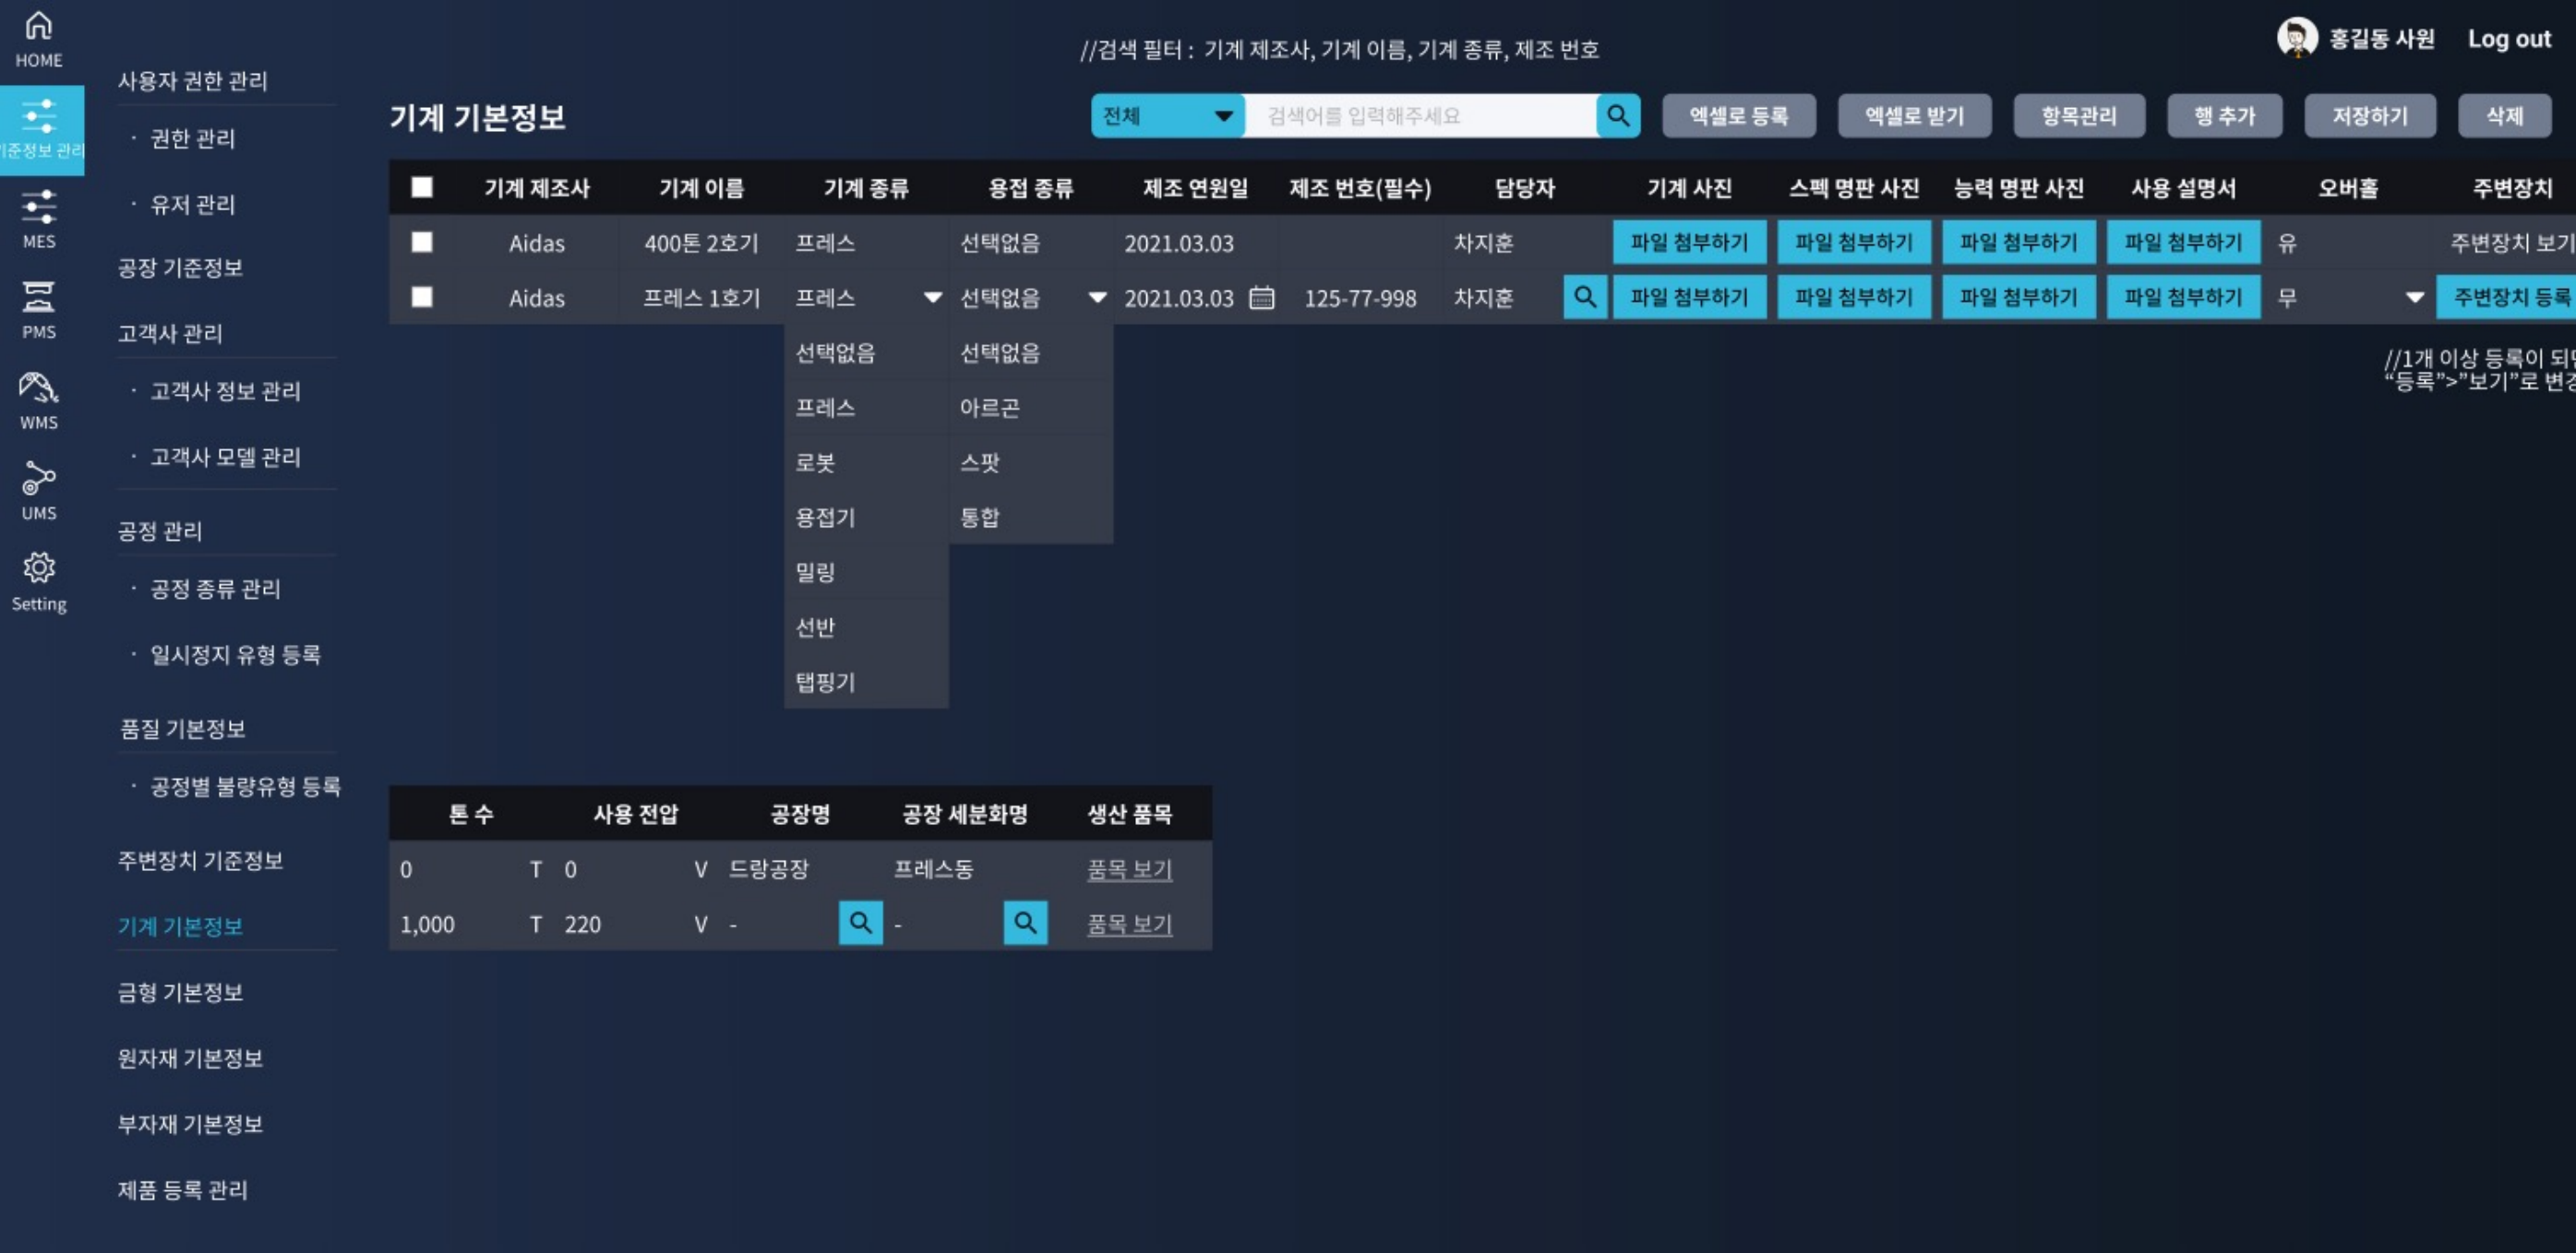 HOME
기준정보 관리
MES
PMS
WMS
UMS
Setting
사용자 권한 관리
· 권한 관리
· 유저 관리
공장 기준정보
고객사 관리
· 고객사 정보 관리
· 고객사 모델 관리
공정 관리
· 공정 종류 관리
· 일시정지 유형 등록
품질 기본정보
· 공정별 불량유형 등록
주변장치 기준정보
기계 기본정보
금형 기본정보
원자재 기본정보
부자재 기본정보
제품 등록 관리
//검색 필터 : 기계 제조사, 기계 이름, 기계 종류, 제조 번호
홍길동 사원 Log out
기계 기본정보
전체 검색어를 입력해주세요 엑셀로 등록 엑셀로 받기 항목관리 행 추가 저장하기 삭제
기계 제조사 기계 이름 기계 종류 용접 종류 제조 연원일 제조 번호(필수) 담당자 기계 사진 스펙 명판 사진 능력 명판 사진 사용 설명서 오버홀 주변장치
Aidas 400톤 2호기 프레스 선택없음 2021.03.03 차지훈 파일 첨부하기 파일 첨부하기 파일 첨부하기 파일 첨부하기 유 주변장치 보기
Aidas 프레스 1호기 프레스 선택없음 2021.03.03 125-77-998 차지훈 파일 첨부하기 파일 첨부하기 파일 첨부하기 파일 첨부하기 무 주변장치 등록
선택없음 선택없음
프레스 아르곤
로봇 스팟
용접기 통합
밀링
선반
탭핑기
//1개 이상 등록이
“등록”>”보기”로
톤 수 사용 전압 공장명 공장 세분화명 생산 품목
0 T 0 V 드랑공장 프레스동 품목 보기
1,000 T 220 V - - 품목 보기